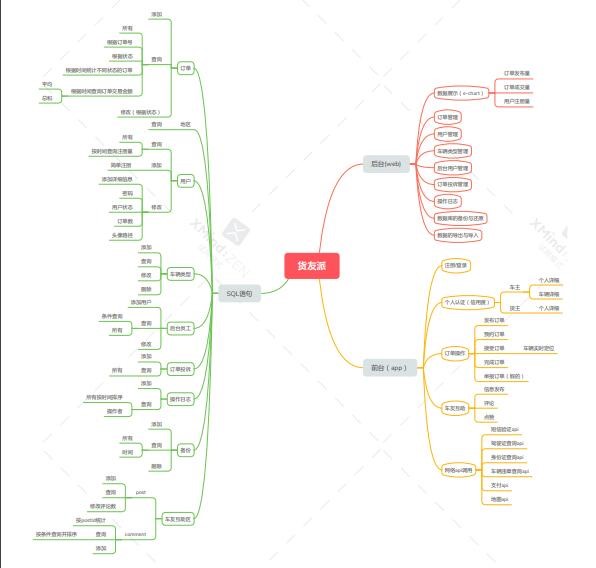 货友派
SQL语句
订单
添加
查询
所有
根据订单号
根据状态
根据时间统计不同状态的订单
根据时间查询订单交易金额
平均
总和
修改（根据状态）
地区
查询
用户
查询
所有
按时间查询注册量
添加
简单注册
添加详细信息
修改
密码
用户状态
订单数
头像路径
车辆类型
添加
查询
修改
删除
后台员工
添加用户
查询
条件查询
所有
修改
订单投诉
添加
查询
所有
操作日志
添加
查询
所有按时间排序
操作者
备份
添加
查询
所有
时间
删除
车友互助区
post
添加
查询
修改评论数
comment
按postId统计
查询
按条件查询并排序
添加
后台(web)
数据展示（e-chart）
订单发布量
订单成交量
用户注册量
订单管理
用户管理
车辆类型管理
后台用户管理
订单投诉管理
操作日志
数据库的备份与还原
数据的导出与导入
前台（app）
注册/登录
个人认证（信用度）
车主
个人详细
车辆详细
货主
个人详细
订单操作
发布订单
预约订单
接受订单
车辆实时定位
完成订单
举报订单（假的）
车友互助
信息发布
评论
点赞
网络api调用
短信验证api
驾驶证查询api
身份证查询api
车辆违章查询api
支付api
地图api
XMind:ZEN
XMind:ZEN